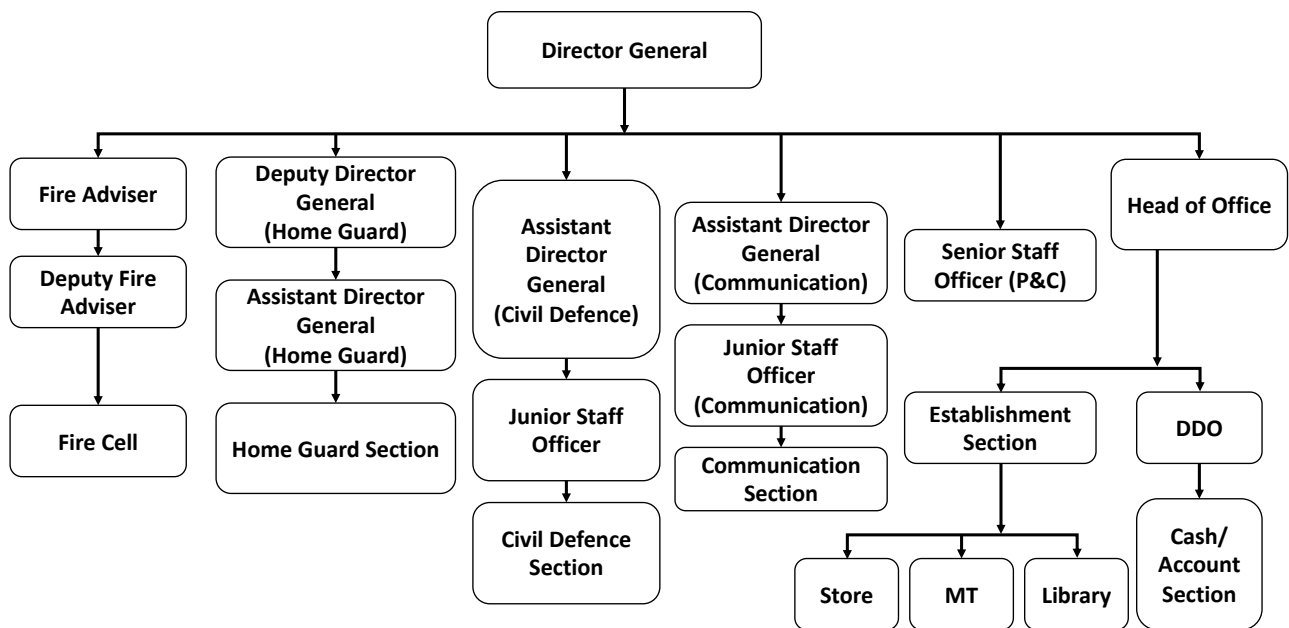 Director General
Fire Adviser
Deputy Fire
Adviser
Fire Cell
Deputy Director
General
(Home Guard)
Assistant Director
General
(Home Guard)
Home Guard Section
Assistant
Director
General
(Civil Defence)
Junior Staff
Officer
Civil Defence
Section
Assistant Director
General
(Communication)
Junior Staff
Officer
(Communication)
Communication
Section
Senior Staff
Officer (P&C)
Head of Office
Establishment
Section
Store
MT
Library
DDO
Cash/
Account
Section